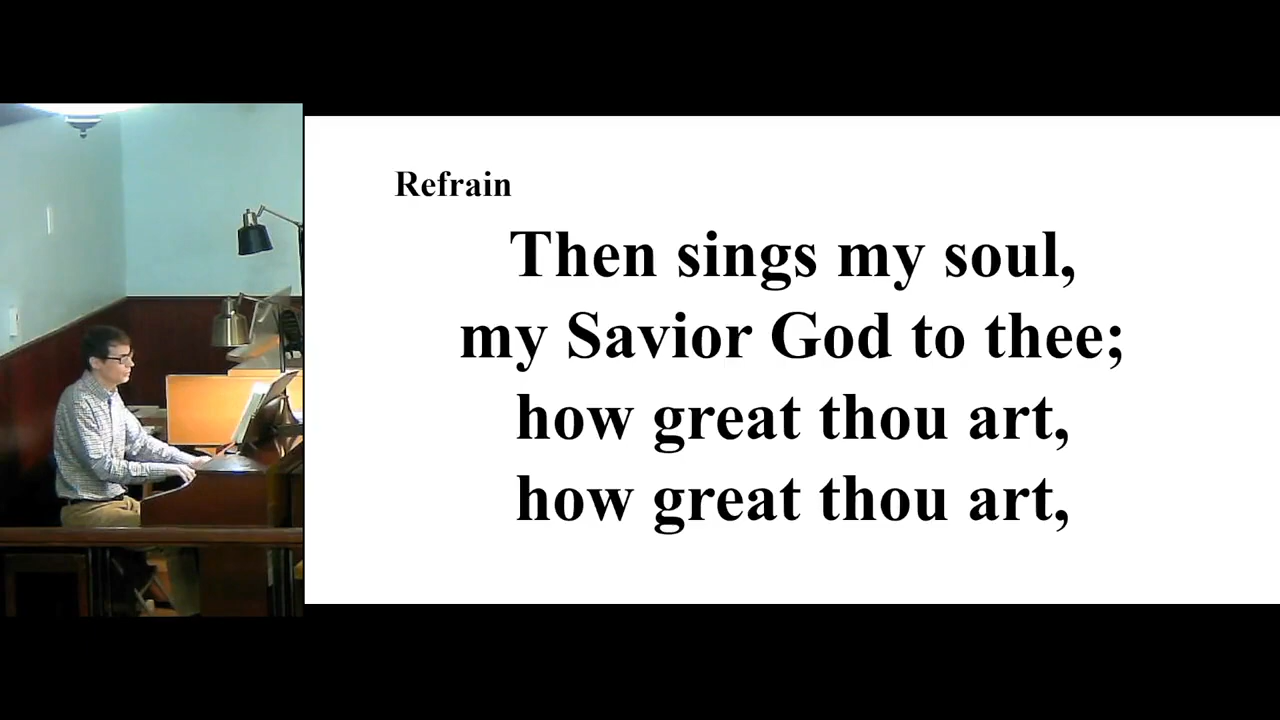 Refrain
Then sings my soul,
my Savior God to thee;
how great thou art,
how great thou art,